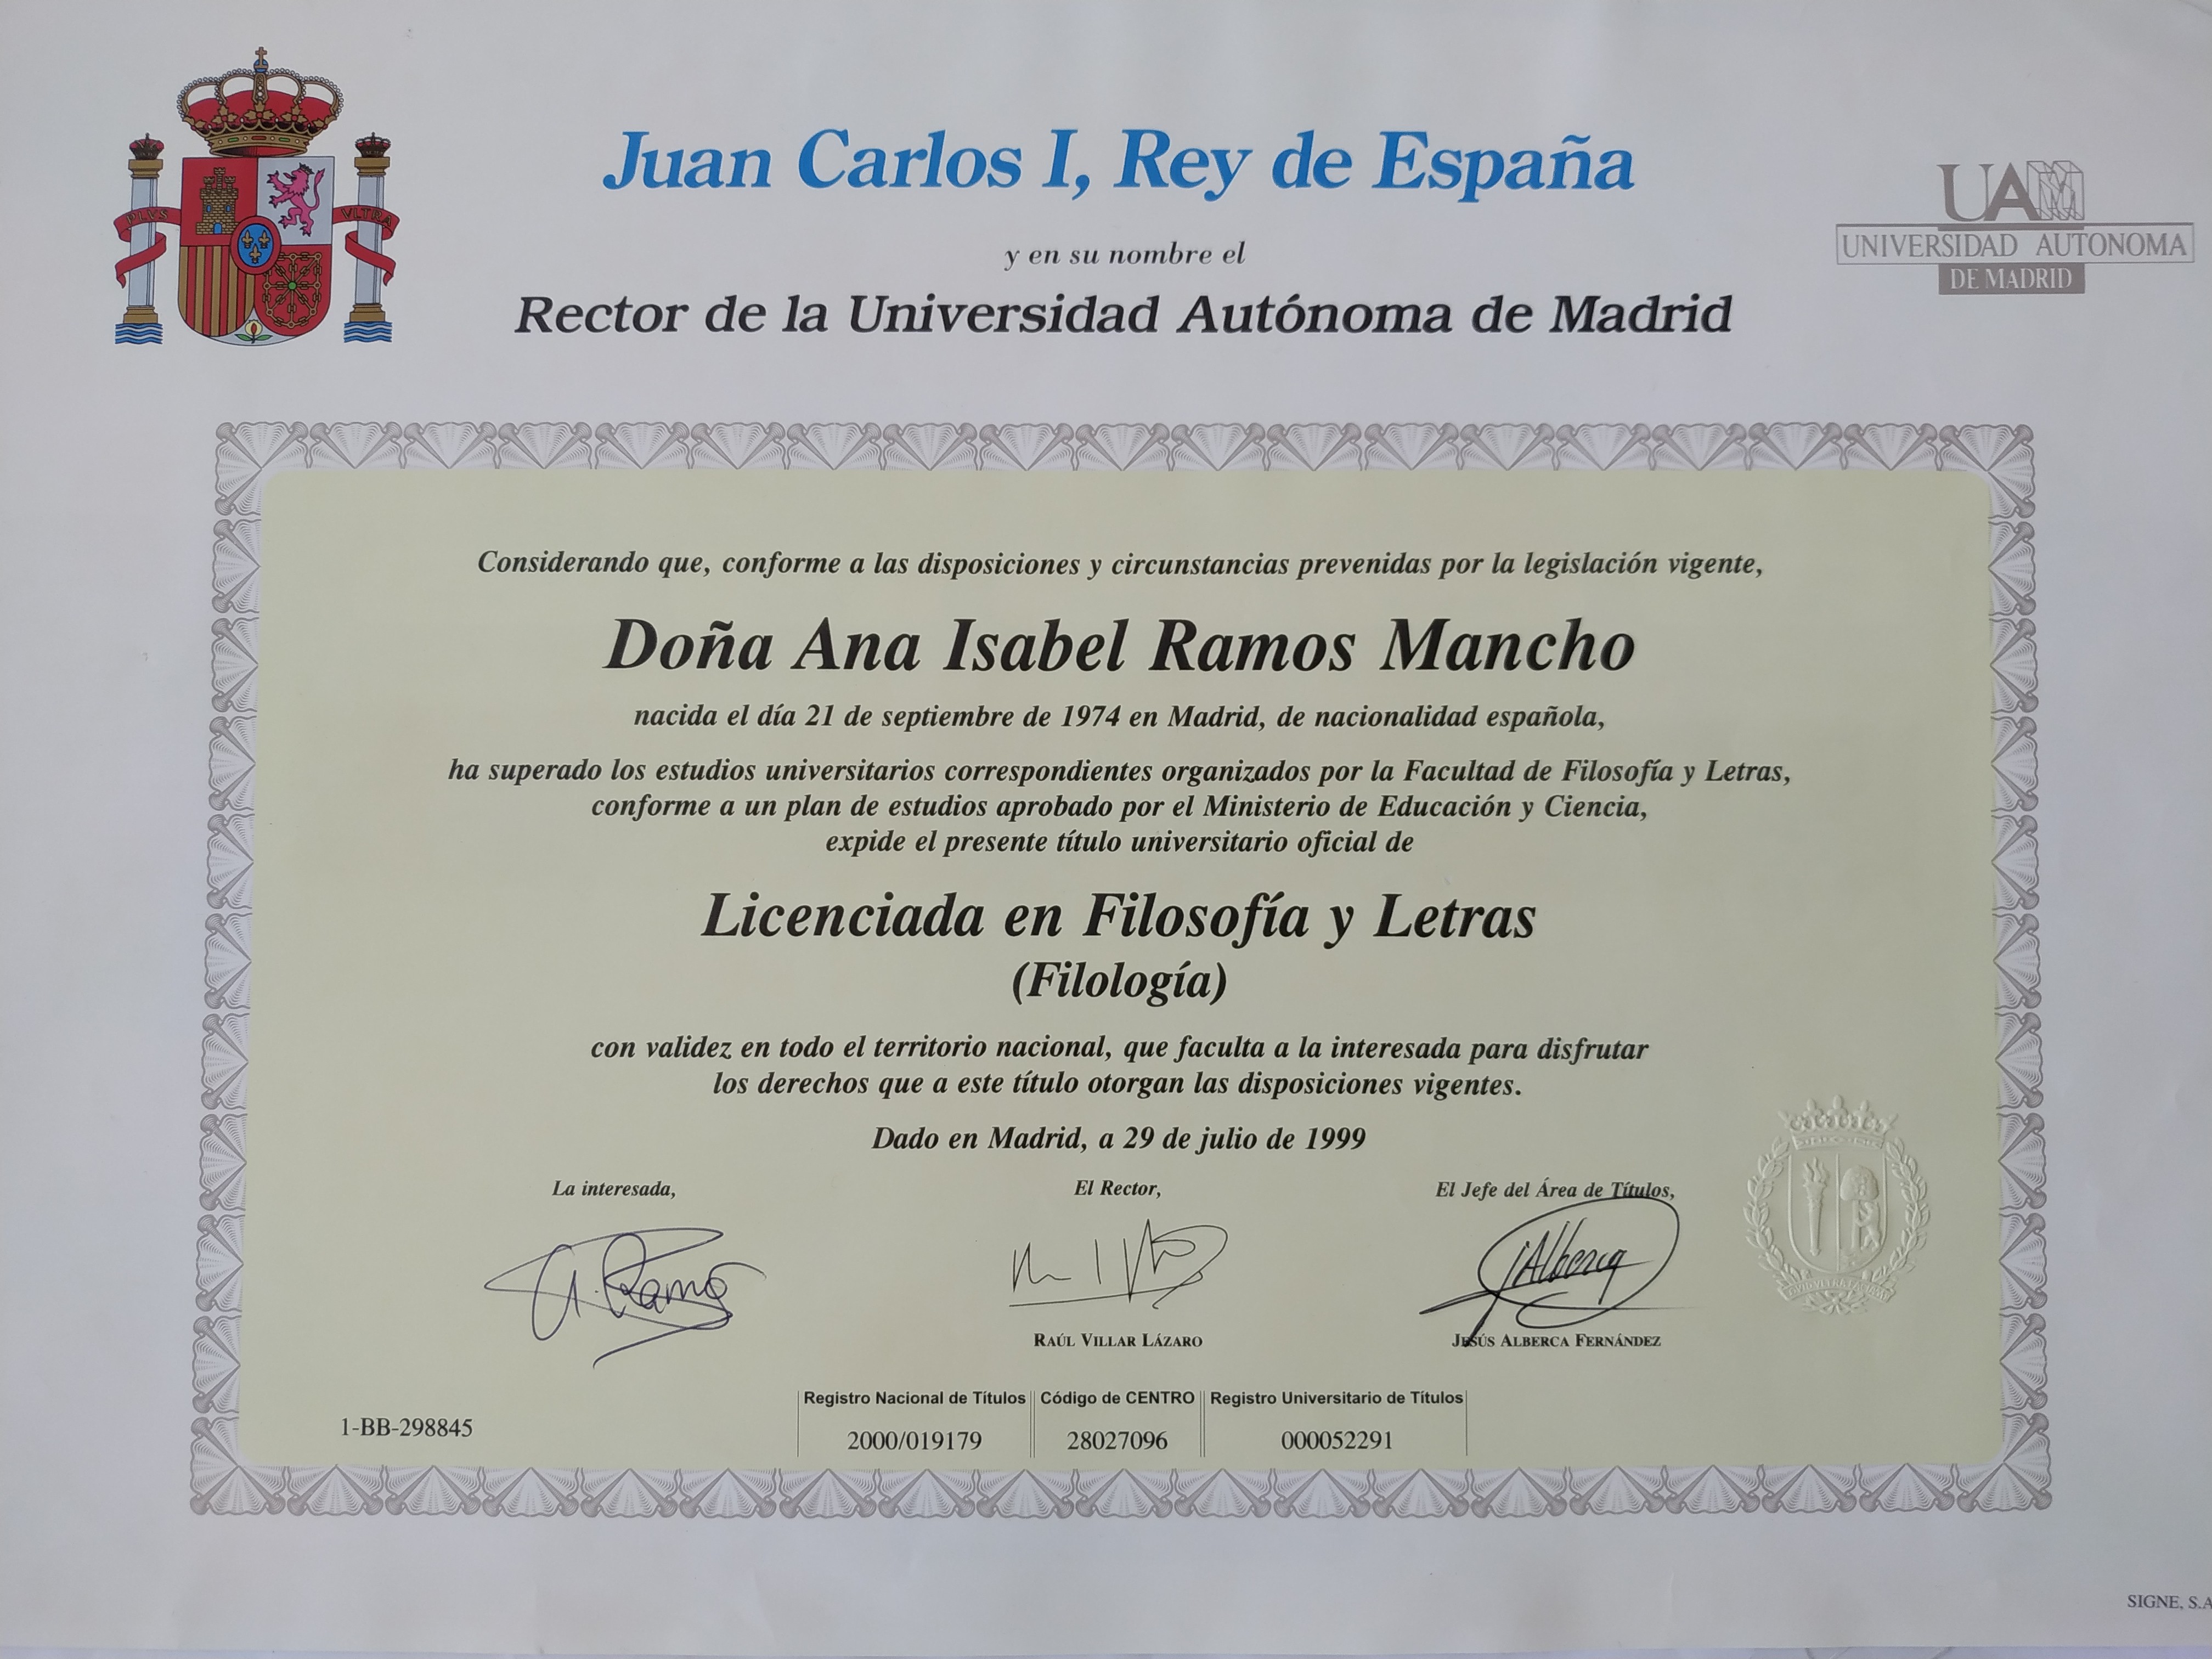 PLVS VLTRA
Juan Carlos I, Rey de España
y en su nombre el
Rector de la Universidad Autónoma de Madrid
UAM
UNIVERSIDAD AUTONOMA
DE MADRID
Considerando que, conforme a las disposiciones y circunstancias prevenidas por la legislación vigente,
Doña Ana Isabel Ramos Mancho
nacida el día 21 de septiembre de 1974 en Madrid, de nacionalidad española,
ha superado los estudios universitarios correspondientes organizados por la Facultad de Filosofía y Letras,
conforme a un plan de estudios aprobado por el Ministerio de Educación y Ciencia,
expide el presente título universitario oficial de
Licenciada en Filosofía y Letras
(Filología)
con validez en todo el territorio nacional, que faculta a la interesada para disfrutar
los derechos que a este título otorgan las disposiciones vigentes.
Dado en Madrid, a 29 de julio de 1999
La interesada,
El Rector,
El Jefe del Área de Títulos,
A. Ramos
JAlberca
RAÚL VILLAR LÁZARO
JESÚS ALBERCA FERNÁNDEZ
Registro Nacional de Títulos
Código de CENTRO
Registro Universitario de Títulos
1-BB-298845
2000/019179
28027096
000052291
SIGNE, S.A